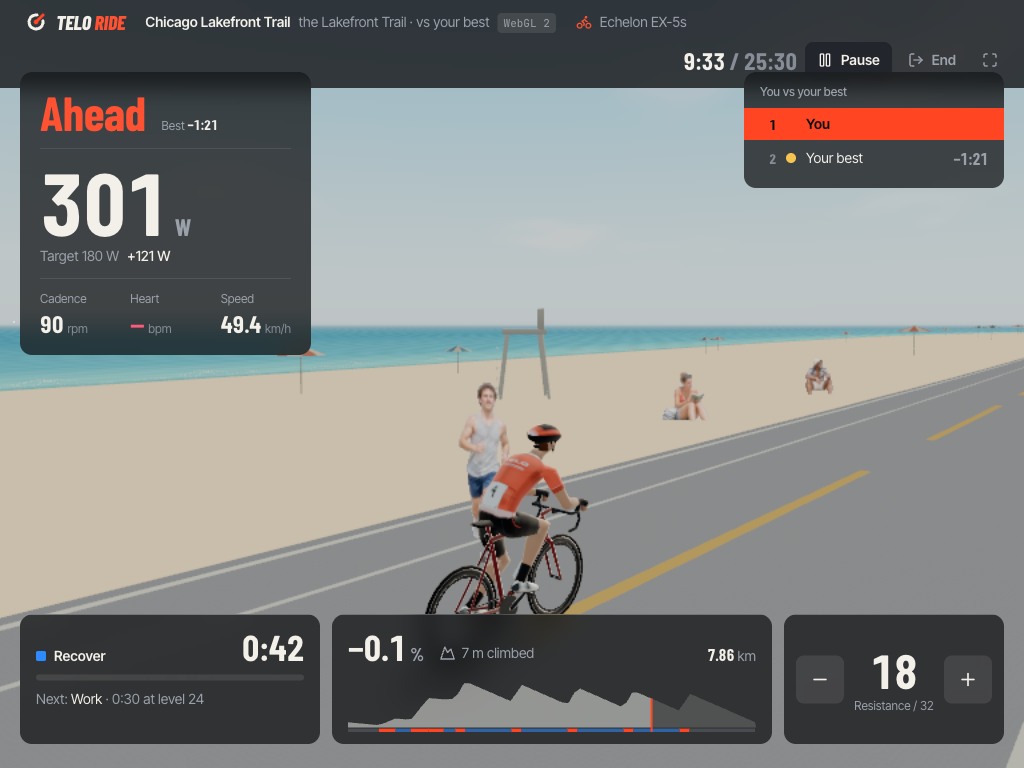 TELO RIDE Chicago Lakefront Trail the Lakefront Trail · vs your best WebGL 2 Echelon EX-5s
9:33 / 25:30 Pause End
Ahead Best −1:21
301 W
Target 180 W +121 W
Cadence Heart Speed
90 rpm – bpm 49.4 km/h
You vs your best
1 You
2 Your best −1:21
Recover 0:42
Next: Work · 0:30 at level 24
−0.1 % 7 m climbed 7.86 km
− 18 +
Resistance / 32